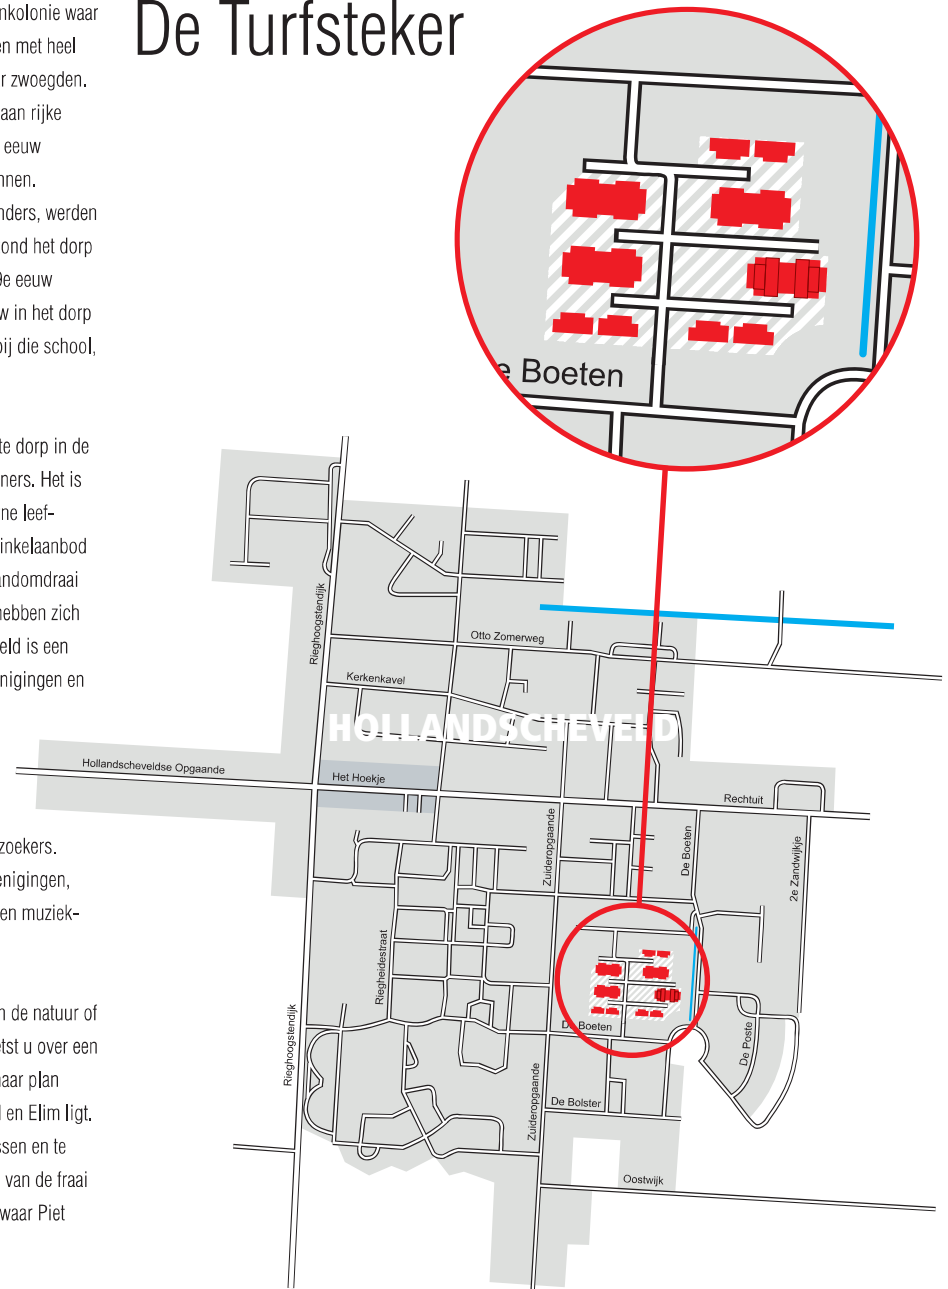 De Turfsteker
nkolonie waar
en met heel
r zwoegden.
aan rijke
eeuw
nnen.
nders, werden
ond het dorp
9e eeuw
w in het dorp
bij die school,
te dorp in de
ners. Het is
ne leef-
inkelaanbod
andomdraai
hebben zich
eld is een
nigingen en
zoekers.
enigingen,
en muziek-
n de natuur of
etst u over een
naar plan
l en Elim ligt.
ssen en te
van de fraai
waar Piet
e Boeten
Rieghoogstendijk
Otto Zomerweg
Kerkenkavel
HOLLANDSCHEVELD
Hollandscheveldse Opgaande
Het Hoekje
Rechtuit
Zuideropgaande
De Boeten
2e Zandwijkje
Riegheidestraat
Rieghoogstendijk
De Boeten
De Poste
Zuideropgaande
De Bolster
Oostwijk